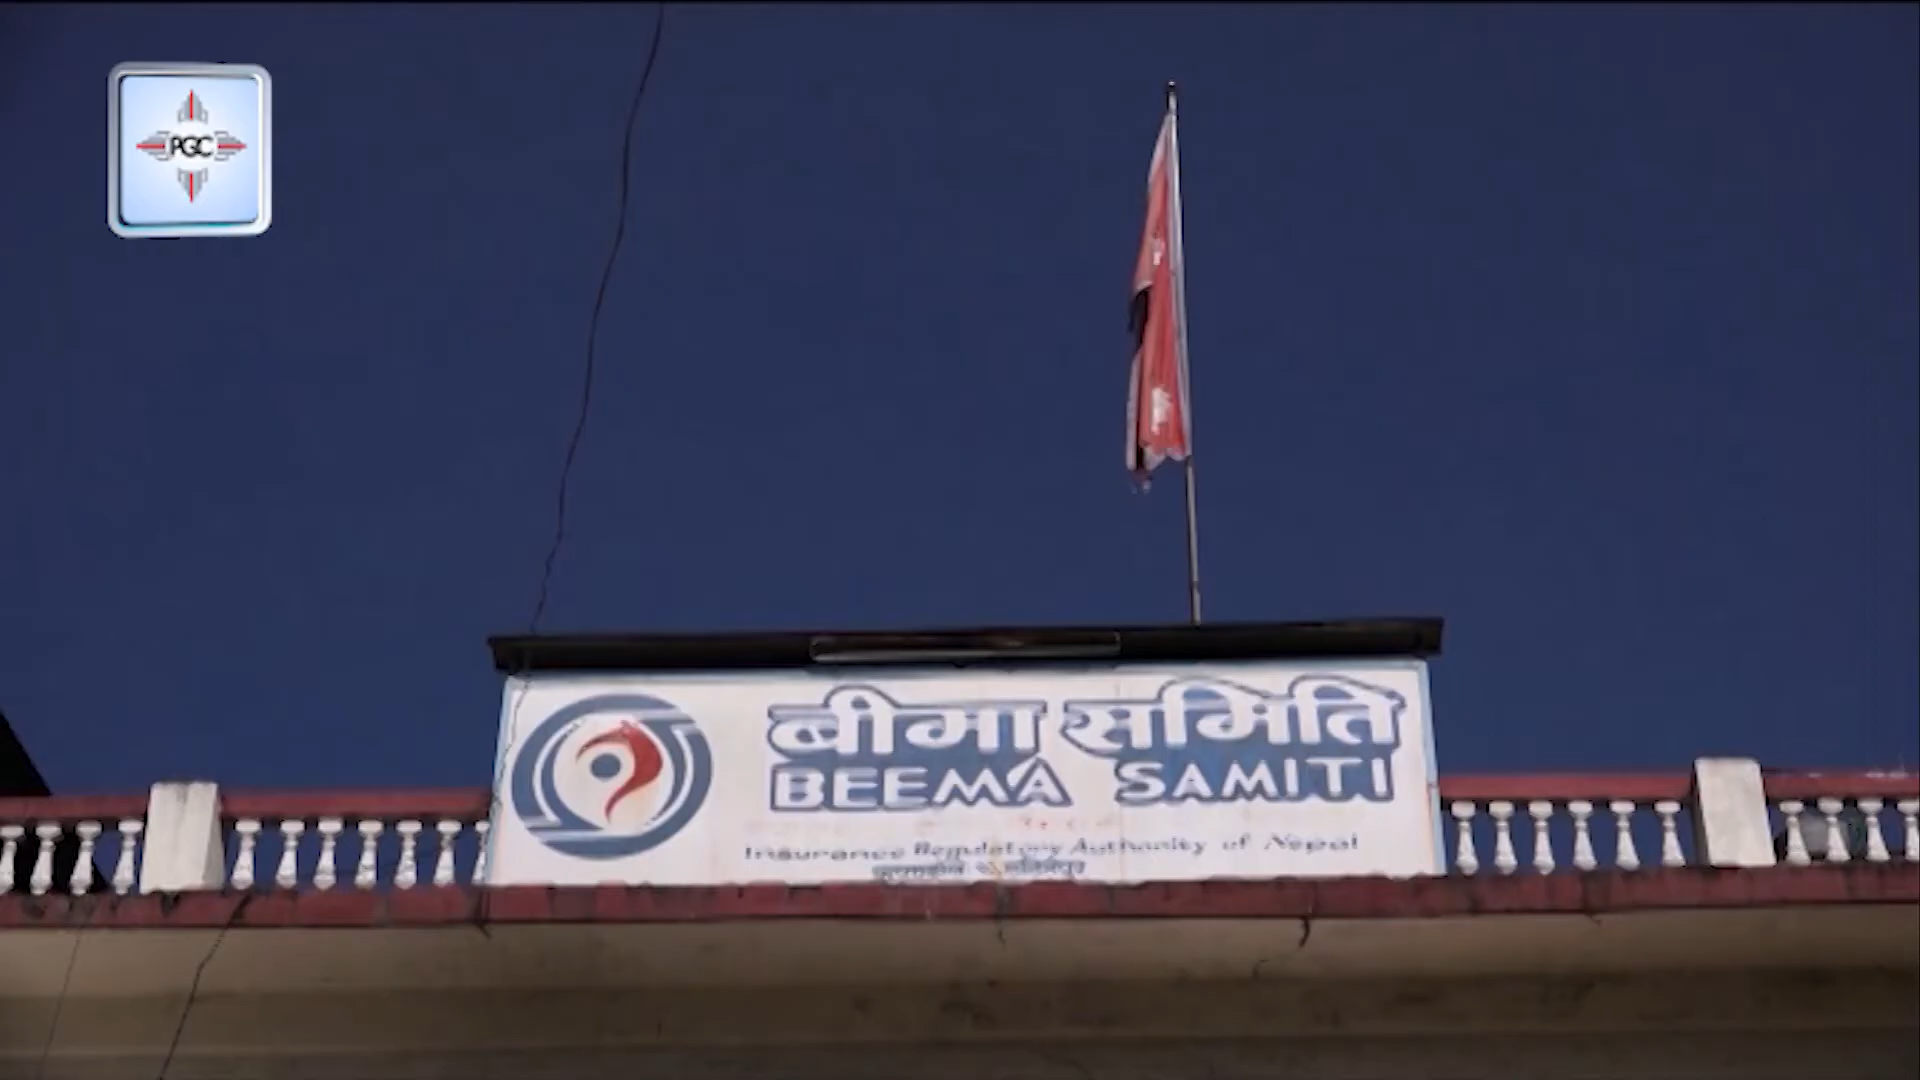 PGC
बीमा समिति
BEEMA SAMITI
Insurance Regulatory Authority of Nepal